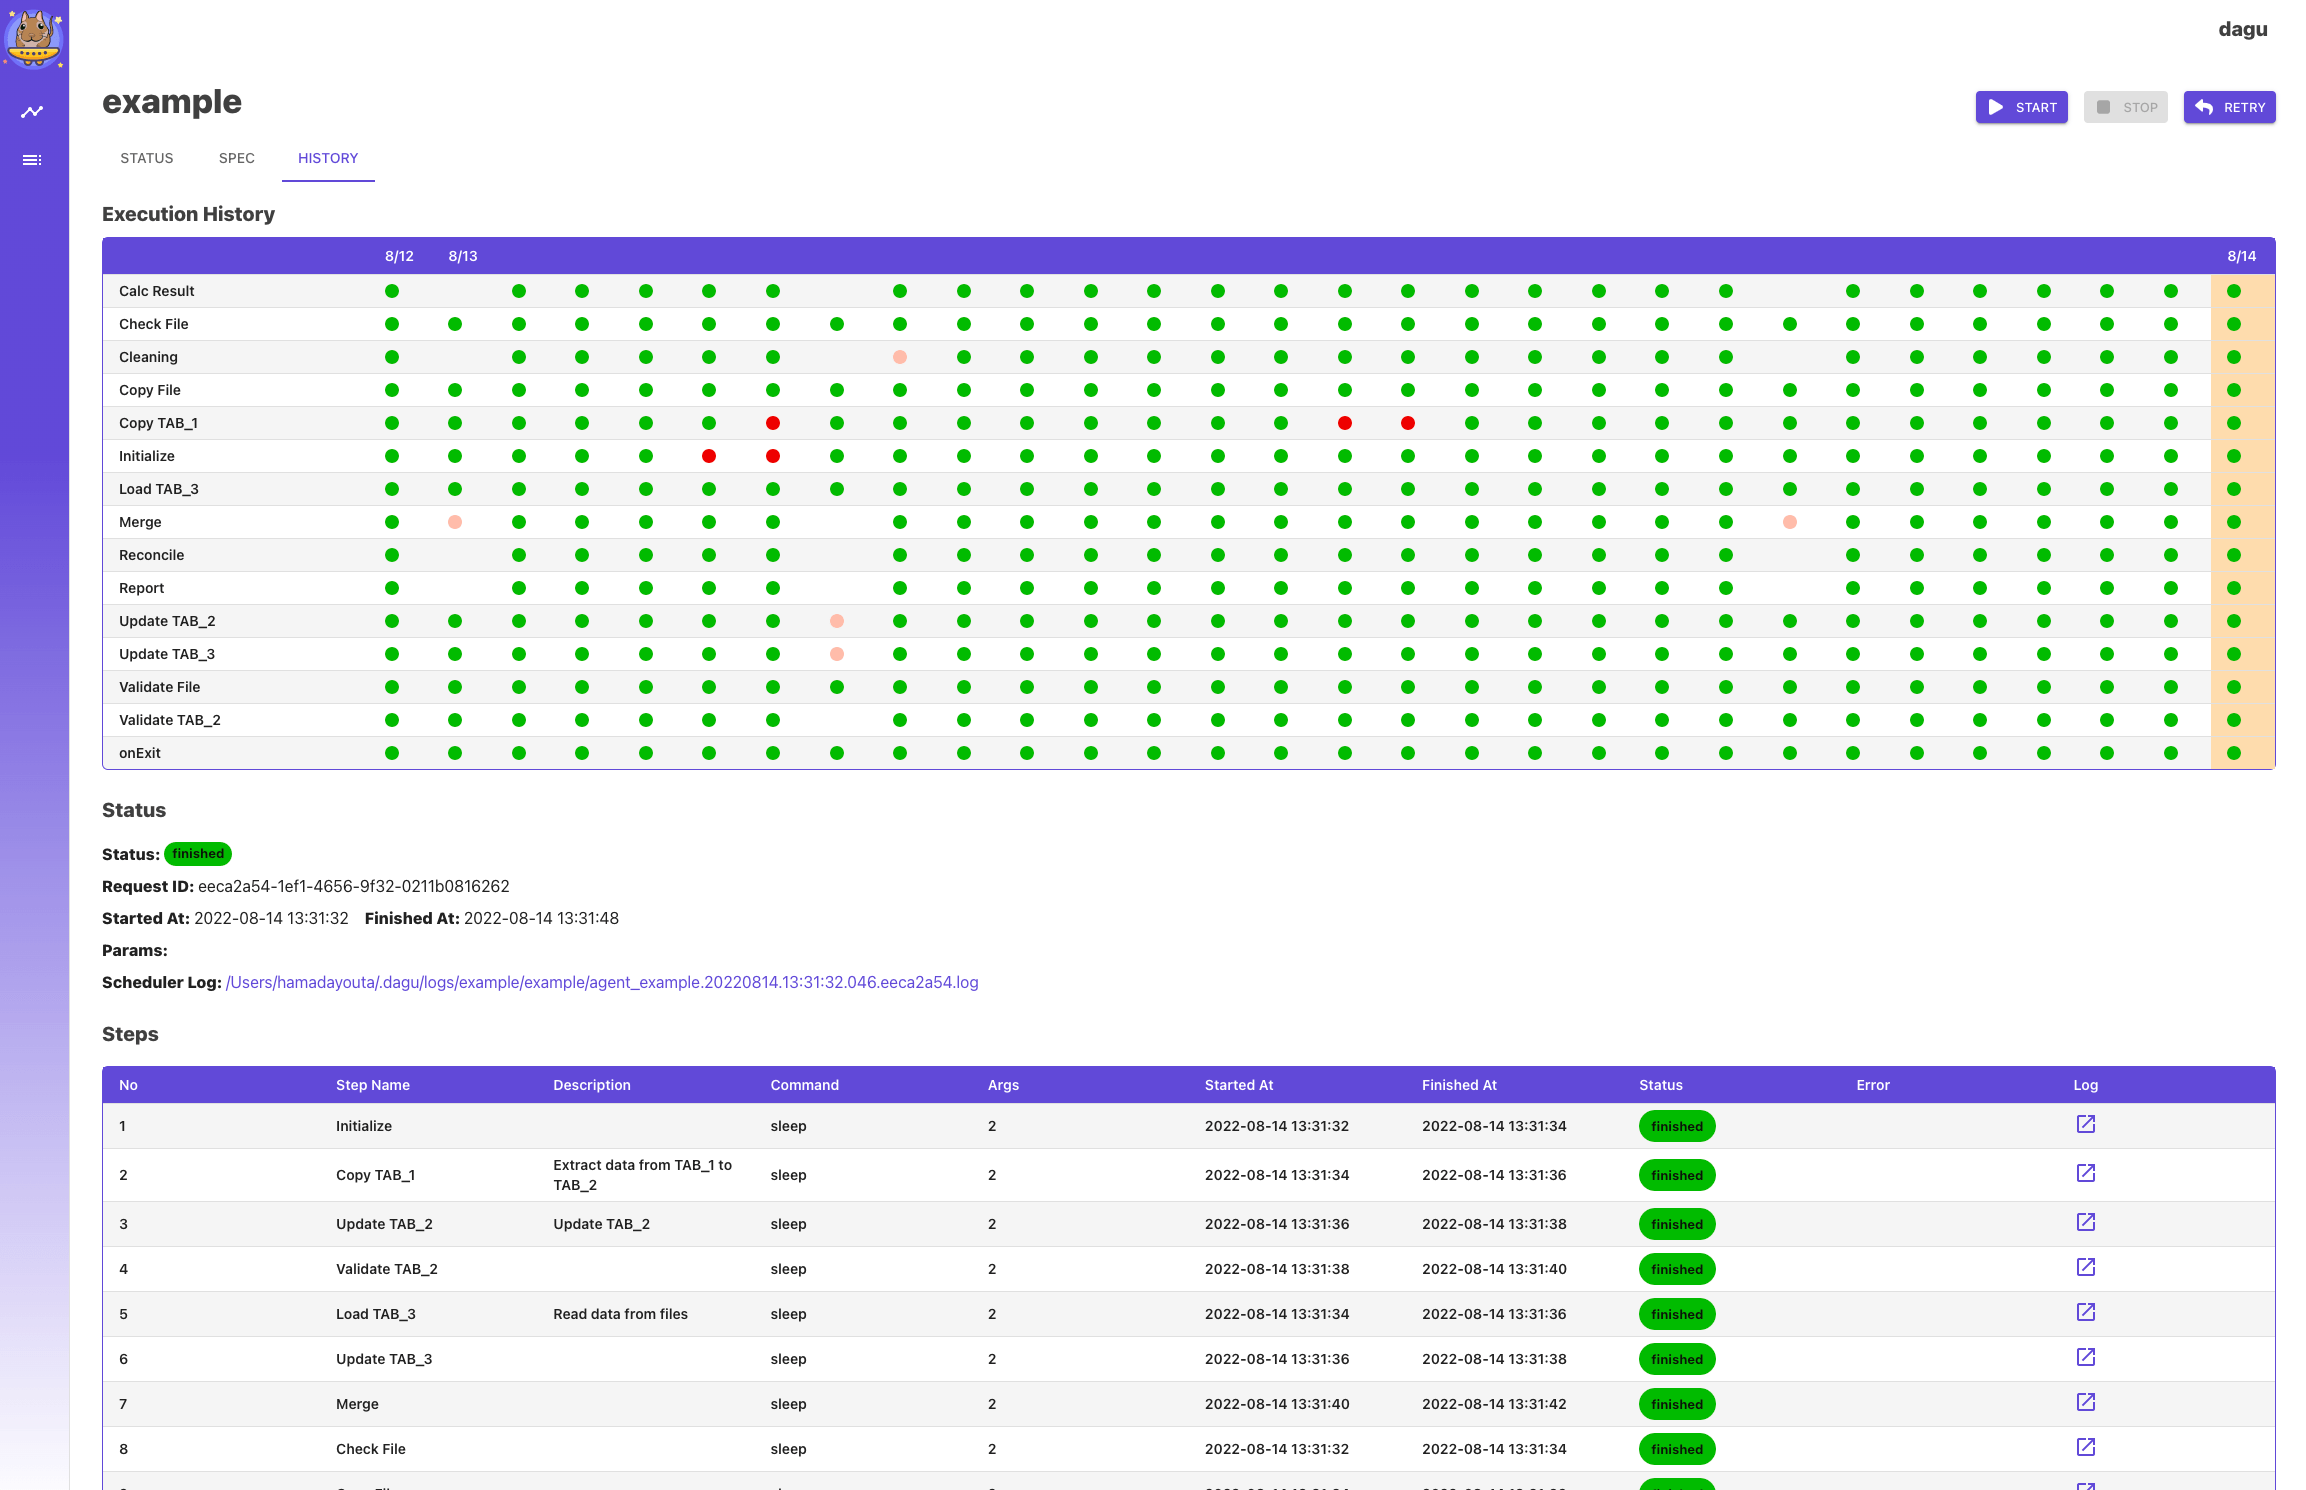 dagu
example
START STOP RETRY
STATUS SPEC HISTORY
Execution History
8/12 8/13 8/14
Calc Result
Check File
Cleaning
Copy File
Copy TAB_1
Initialize
Load TAB_3
Merge
Reconcile
Report
Update TAB_2
Update TAB_3
Validate File
Validate TAB_2
onExit
Status
Status: finished
Request ID: eeca2a54-1ef1-4656-9f32-0211b0816262
Started At: 2022-08-14 13:31:32 Finished At: 2022-08-14 13:31:48
Params:
Scheduler Log: /Users/hamadayouta/.dagu/logs/example/example/agent_example.20220814.13:31:32.046.eeca2a54.log
Steps
No Step Name Description Command Args Started At Finished At Status Error Log
1 Initialize sleep 2 2022-08-14 13:31:32 2022-08-14 13:31:34 finished
2 Copy TAB_1 Extract data from TAB_1 to TAB_2 sleep 2 2022-08-14 13:31:34 2022-08-14 13:31:36 finished
3 Update TAB_2 Update TAB_2 sleep 2 2022-08-14 13:31:36 2022-08-14 13:31:38 finished
4 Validate TAB_2 sleep 2 2022-08-14 13:31:38 2022-08-14 13:31:40 finished
5 Load TAB_3 Read data from files sleep 2 2022-08-14 13:31:34 2022-08-14 13:31:36 finished
6 Update TAB_3 sleep 2 2022-08-14 13:31:36 2022-08-14 13:31:38 finished
7 Merge sleep 2 2022-08-14 13:31:40 2022-08-14 13:31:42 finished
8 Check File sleep 2 2022-08-14 13:31:32 2022-08-14 13:31:34 finished